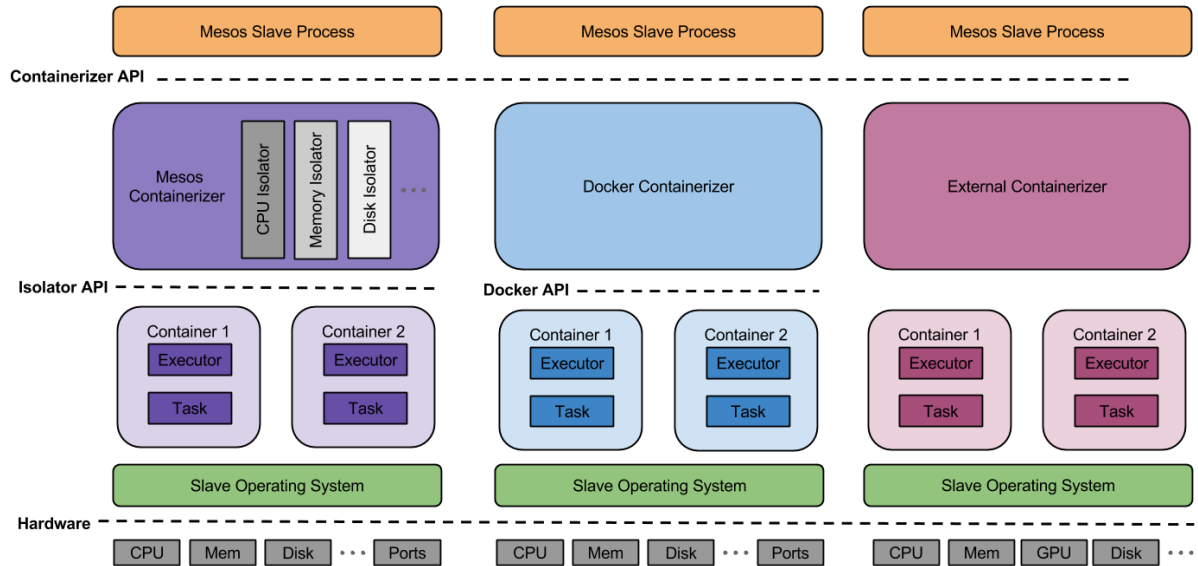 Mesos Slave Process
Mesos Slave Process
Mesos Slave Process
Containerizer API
Mesos
Containerizer
CPU Isolator
Memory Isolator
Disk Isolator
Docker Containerizer
External Containerizer
Isolator API
Docker API
Container 1
Executor
Task
Container 2
Executor
Task
Container 1
Executor
Task
Container 2
Executor
Task
Container 1
Executor
Task
Container 2
Executor
Task
Slave Operating System
Slave Operating System
Slave Operating System
Hardware
CPU
Mem
Disk
Ports
CPU
Mem
Disk
Ports
CPU
Mem
GPU
Disk